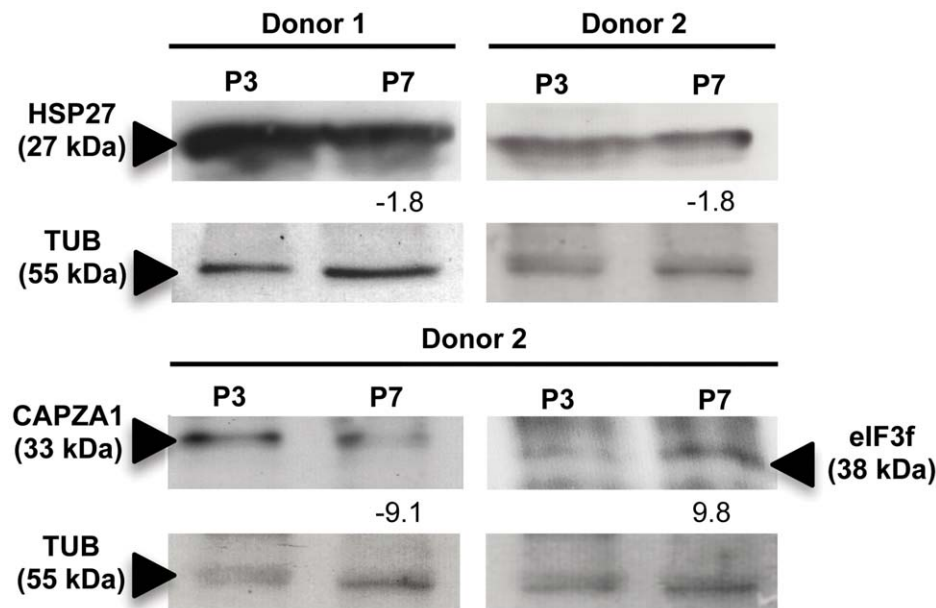 Donor 1 Donor 2
P3 P7 P3 P7
HSP27
(27 kDa)
-1.8 -1.8
TUB
(55 kDa)
Donor 2
P3 P7 P3 P7
CAPZA1
(33 kDa)
eIF3f
(38 kDa)
-9.1 9.8
TUB
(55 kDa)